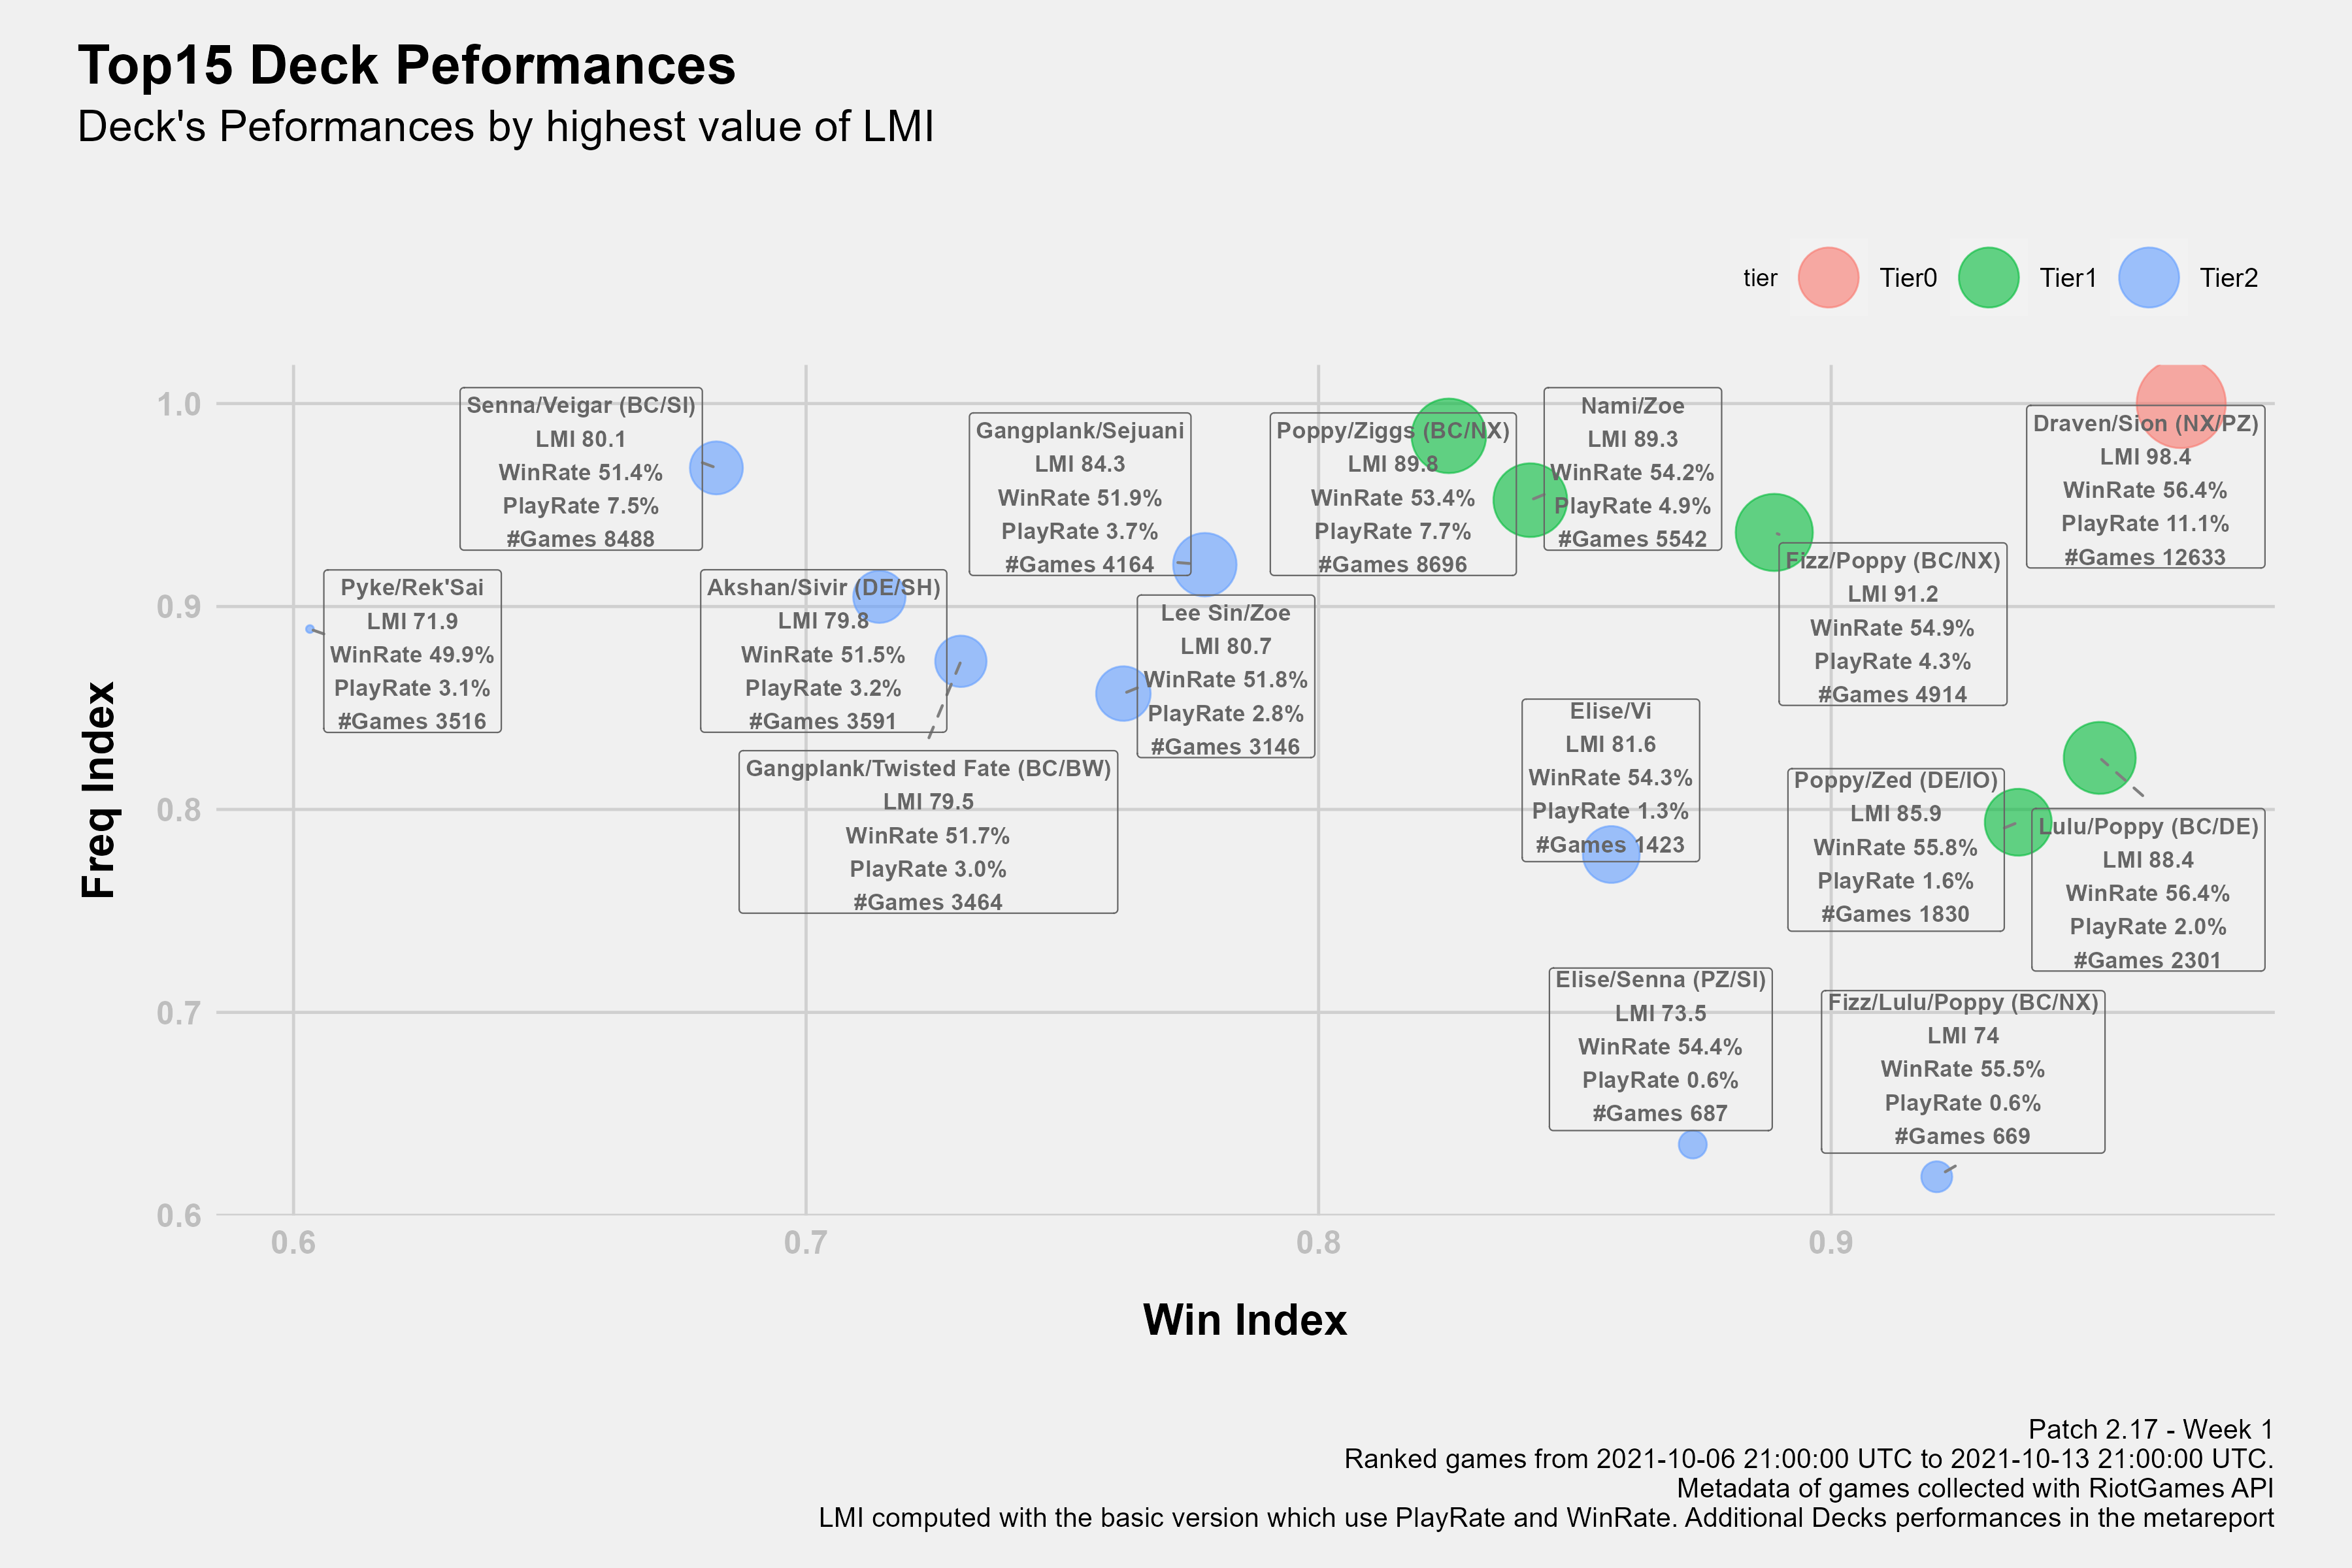 Top15 Deck Peformances
Deck's Peformances by highest value of LMI
tier
Tier0
Tier1
Tier2
Freq Index
1.0
0.9
0.8
0.7
0.6
Senna/Veigar (BC/SI)
LMI 80.1
WinRate 51.4%
PlayRate 7.5%
#Games 8488
Gangplank/Sejuani
LMI 84.3
WinRate 51.9%
PlayRate 3.7%
#Games 4164
Poppy/Ziggs (BC/NX)
LMI 89.8
WinRate 53.4%
PlayRate 7.7%
#Games 8696
Nami/Zoe
LMI 89.3
WinRate 54.2%
PlayRate 4.9%
#Games 5542
Draven/Sion (NX/PZ)
LMI 98.4
WinRate 56.4%
PlayRate 11.1%
#Games 12633
Pyke/Rek'Sai
LMI 71.9
WinRate 49.9%
PlayRate 3.1%
#Games 3516
Akshan/Sivir (DE/SH)
LMI 79.8
WinRate 51.5%
PlayRate 3.2%
#Games 3591
Lee Sin/Zoe
LMI 80.7
WinRate 51.8%
PlayRate 2.8%
#Games 3146
Fizz/Poppy (BC/NX)
LMI 91.2
WinRate 54.9%
PlayRate 4.3%
#Games 4914
Gangplank/Twisted Fate (BC/BW)
LMI 79.5
WinRate 51.7%
PlayRate 3.0%
#Games 3464
Elise/Vi
LMI 81.6
WinRate 54.3%
PlayRate 1.3%
#Games 1423
Poppy/Zed (DE/IO)
LMI 85.9
WinRate 55.8%
PlayRate 1.6%
#Games 1830
Lulu/Poppy (BC/DE)
LMI 88.4
WinRate 56.4%
PlayRate 2.0%
#Games 2301
Elise/Senna (PZ/SI)
LMI 73.5
WinRate 54.4%
PlayRate 0.6%
#Games 687
Fizz/Lulu/Poppy (BC/NX)
LMI 74
WinRate 55.5%
PlayRate 0.6%
#Games 669
0.6
0.7
0.8
0.9
Win Index
Patch 2.17 - Week 1
Ranked games from 2021-10-06 21:00:00 UTC to 2021-10-13 21:00:00 UTC.
Metadata of games collected with RiotGames API
LMI computed with the basic version which use PlayRate and WinRate. Additional Decks performances in the metareport